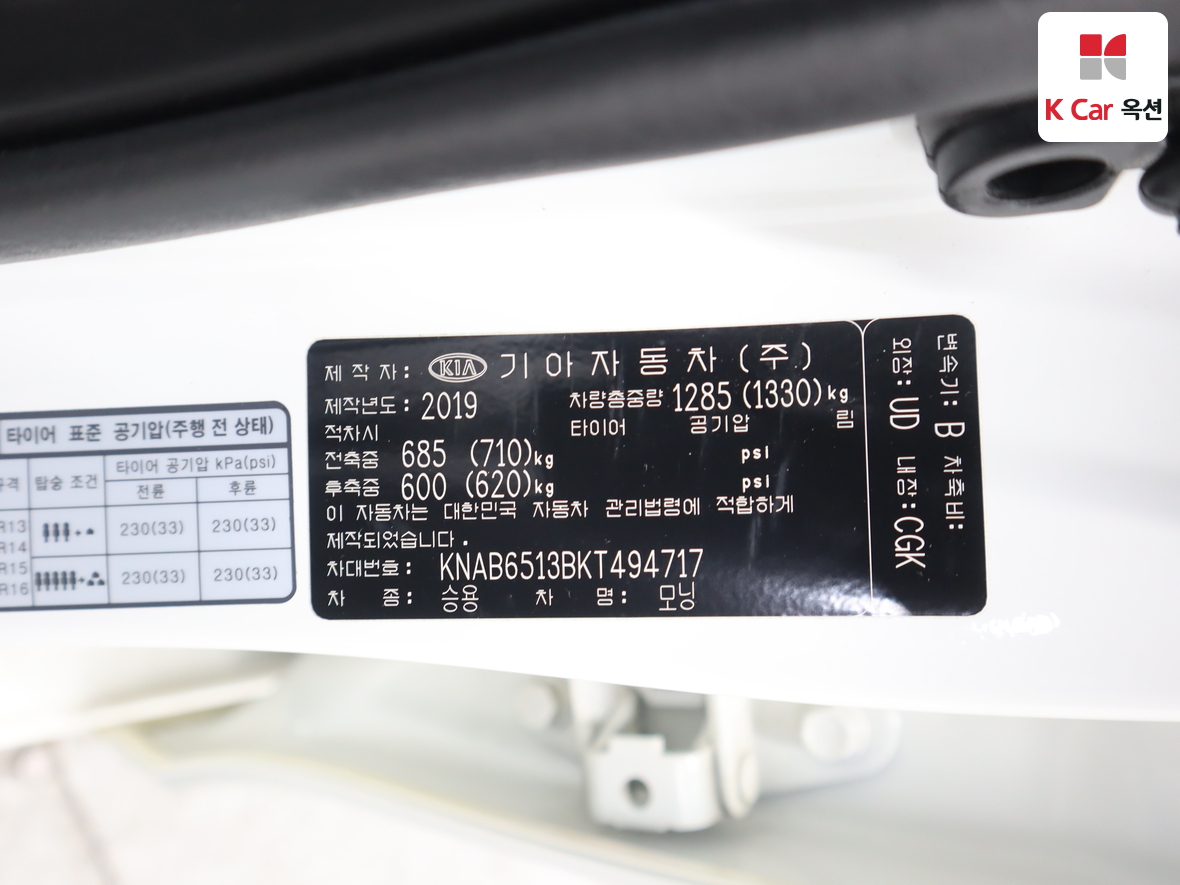 K Car 옥션
제 작 자 : KIA 기 아 자 동 차 ( 주 )
제작년도 : 2019 차량총중량 1285 (1330) kg
적차시 타이어 공기압 림
전축중 685 (710)kg psi
후축중 600 (620)kg psi
이 자동차는 대한민국 자동차 관리법령에 적합하게
제작되었습니다.
차대번호 : KNAB6513BKT494717
차 종 : 승용 차 명 : 모닝
변속기 : B 차축비 :
외장 : UD 내장 : CGK
타이어 표준 공기압(주행 전 상태)
탑승 조건 타이어 공기압 kPa(psi)
전륜 후륜
R13
R14 230(33) 230(33)
R15
R16 230(33) 230(33)